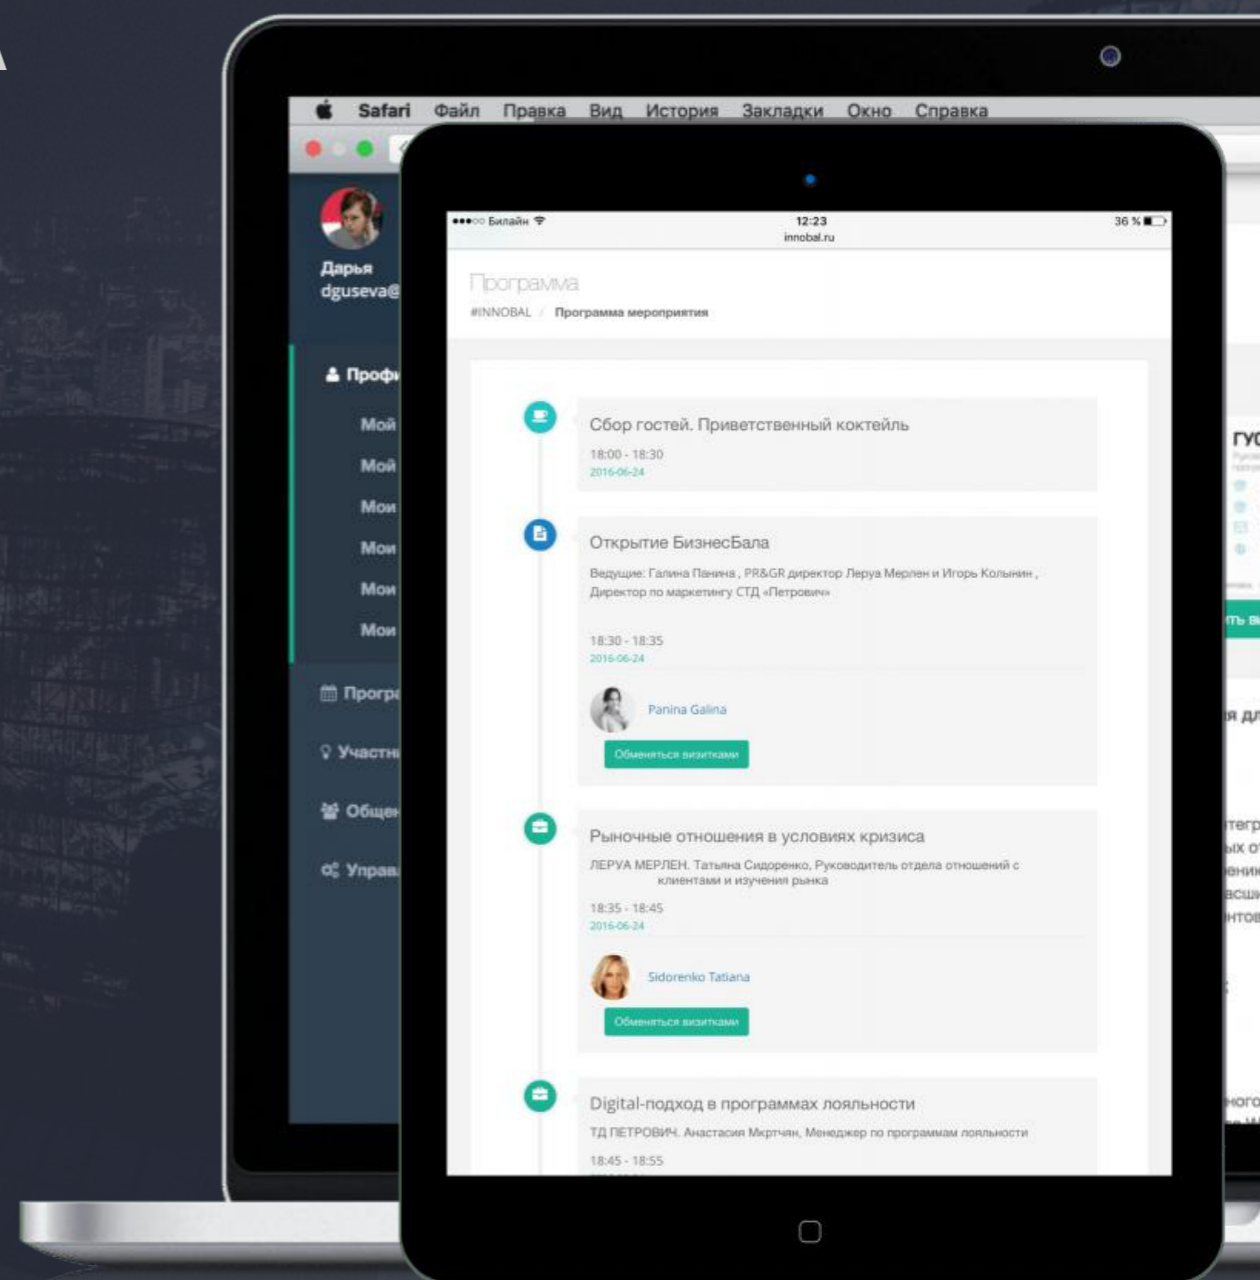 Safari Файл Правка Вид История Закладки Окно Справка
Дарья
dguseva@
Мой
Мой
Мои
Мои
Мои
Мои
Билайн 12:23 36 %
innobal.ru
Программа
#INNOBAL / Программа мероприятия
Сбор гостей. Приветственный коктейль
18:00 - 18:30
2016-06-24
Открытие БизнесБала
Ведущие: Галина Панина , PR&GR директор Леруа Мерлен и Игорь Колынин ,
Директор по маркетингу СТД «Петрович»
18:30 - 18:35
2016-06-24
Panina Galina
Обменяться визитками
Рыночные отношения в условиях кризиса
ЛЕРУА МЕРЛЕН. Татьяна Сидоренко, Руководитель отдела отношений с
клиентами и изучения рынка
18:35 - 18:45
2016-06-24
Sidorenko Tatiana
Обменяться визитками
Digital-подход в программах лояльности
ТД ПЕТРОВИЧ. Анастасия Мкртчян, Менеджер по программам лояльности
18:45 - 18:55